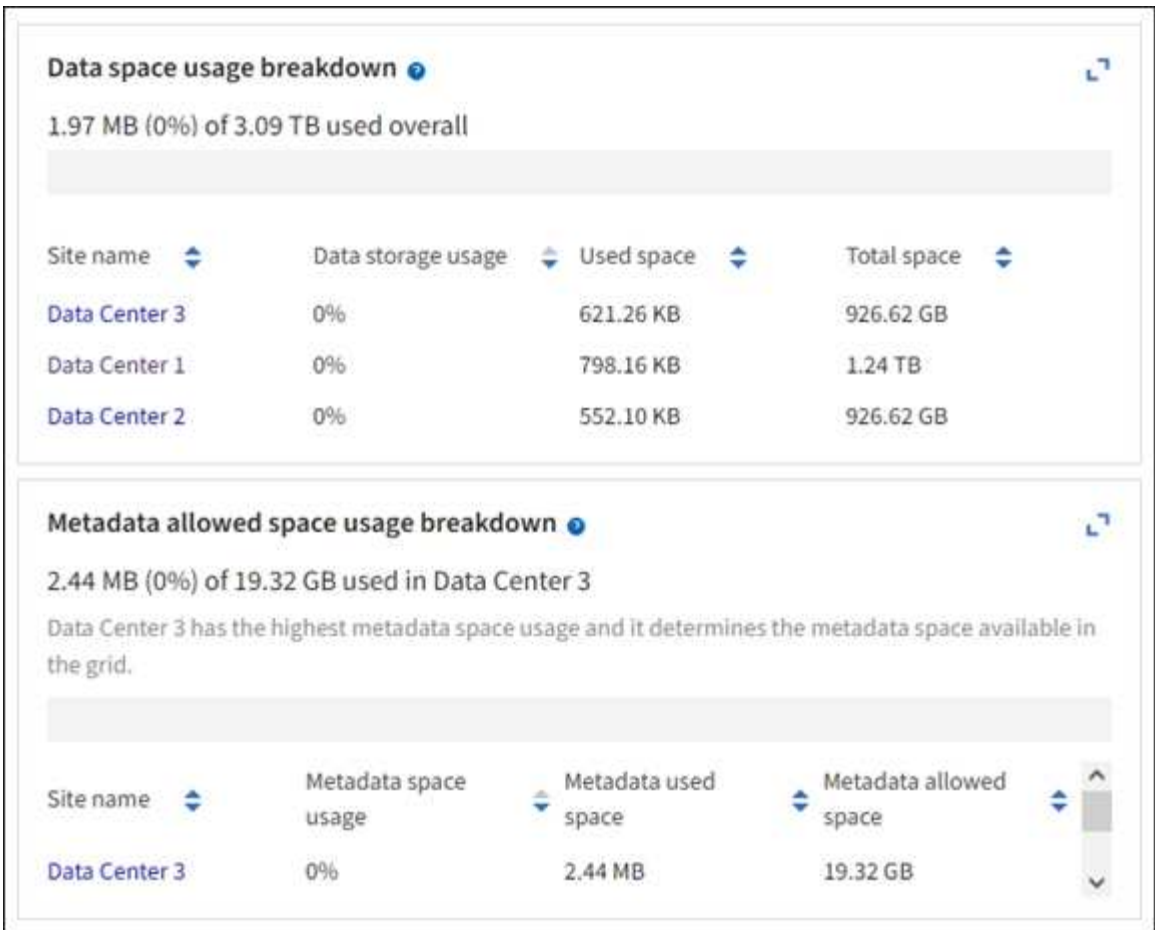 Data space usage breakdown ?
1.97 MB (0%) of 3.09 TB used overall
Site name Data storage usage Used space Total space
Data Center 3 0% 621.26 KB 926.62 GB
Data Center 1 0% 798.16 KB 1.24 TB
Data Center 2 0% 552.10 KB 926.62 GB
Metadata allowed space usage breakdown ?
2.44 MB (0%) of 19.32 GB used in Data Center 3
Data Center 3 has the highest metadata space usage and it determines the metadata space available in
the grid.
Site name Metadata space usage Metadata used space Metadata allowed space
Data Center 3 0% 2.44 MB 19.32 GB